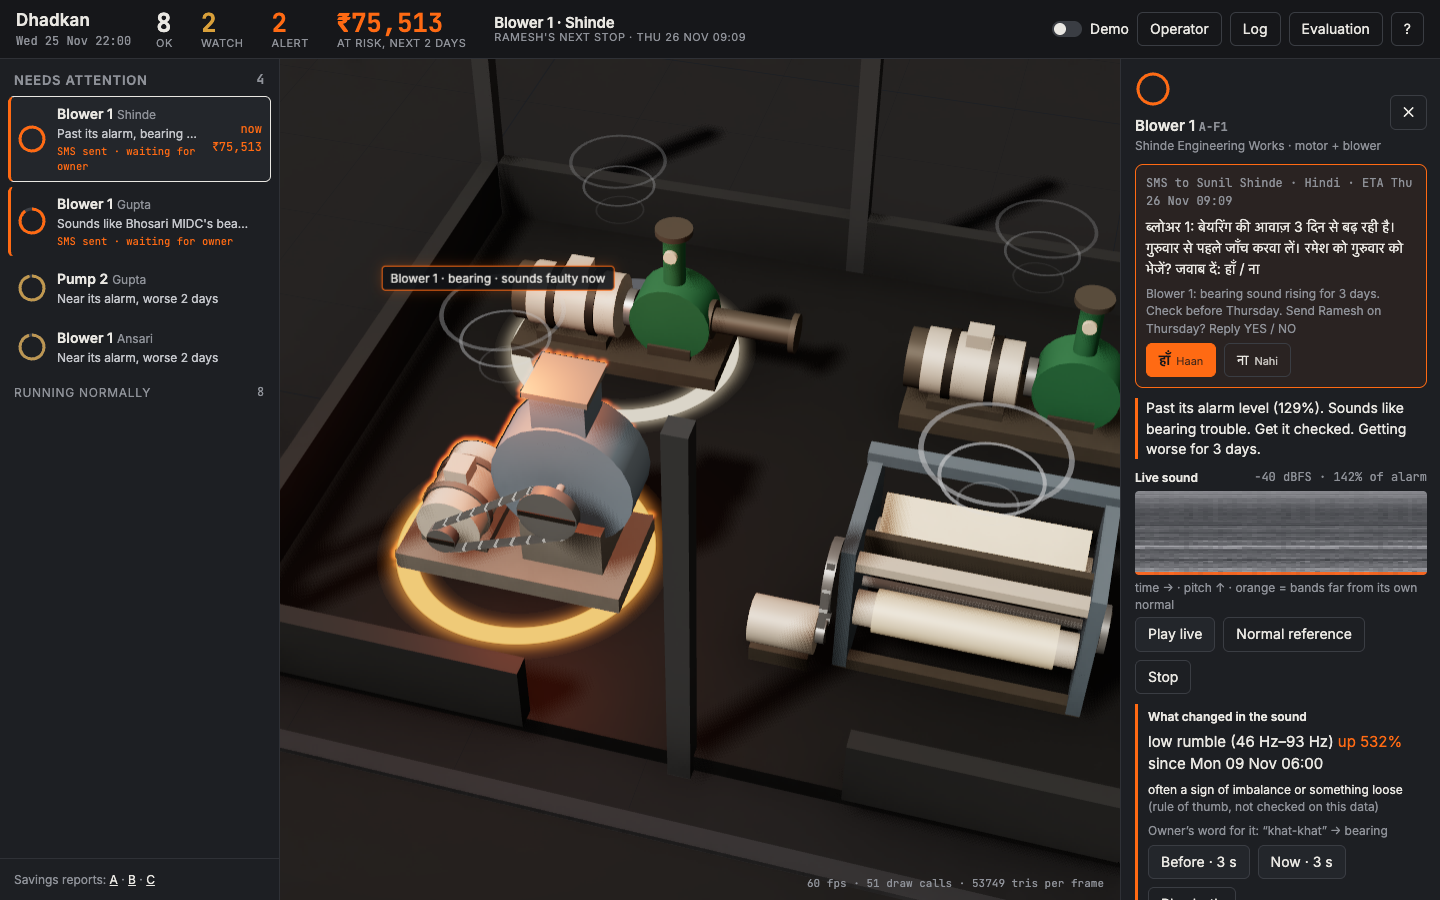 Dhadkan
Wed 25 Nov 22:00
8
OK
2
WATCH
2
ALERT
₹75,513
AT RISK, NEXT 2 DAYS
Blower 1 · Shinde
RAMESH'S NEXT STOP · THU 26 NOV 09:09
Demo
Operator
Log
Evaluation
?
NEEDS ATTENTION 4
Blower 1 Shinde
Past its alarm, bearing ...
SMS sent · waiting for
owner
now
₹75,513
Blower 1 Gupta
Sounds like Bhosari MIDC's bea...
SMS sent · waiting for owner
Pump 2 Gupta
Near its alarm, worse 2 days
Blower 1 Ansari
Near its alarm, worse 2 days
RUNNING NORMALLY 8
Savings reports: A · B · C
Blower 1 · bearing · sounds faulty now
60 fps · 51 draw calls · 53749 tris per frame
Blower 1 A-F1
Shinde Engineering Works · motor + blower
SMS to Sunil Shinde · Hindi · ETA Thu
26 Nov 09:09
ब्लोअर 1: बेयरिंग की आवाज़ 3 दिन से बढ़ रही है।
गुरुवार से पहले जाँच करवा लें। रमेश को गुरुवार को
भेजें? जवाब दें: हाँ / ना
Blower 1: bearing sound rising for 3 days.
Check before Thursday. Send Ramesh on
Thursday? Reply YES / NO
हाँ Haan
ना Nahi
Past its alarm level (129%). Sounds like
bearing trouble. Get it checked. Getting
worse for 3 days.
Live sound
-40 dBFS · 142% of alarm
time → · pitch ↑ · orange = bands far from its own
normal
Play live
Normal reference
Stop
What changed in the sound
low rumble (46 Hz–93 Hz) up 532%
since Mon 09 Nov 06:00
often a sign of imbalance or something loose
(rule of thumb, not checked on this data)
Owner's word for it: “khat-khat” → bearing
Before · 3 s
Now · 3 s